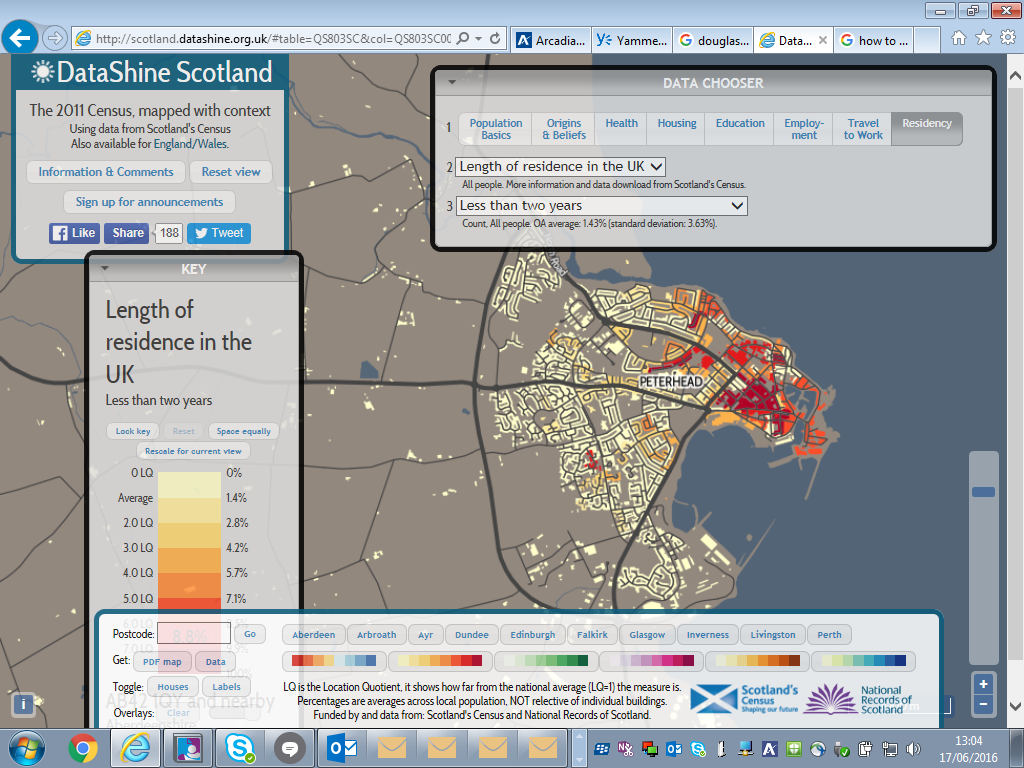 http://scotland.datashine.org.uk/#table=QS803SC&col=QS803SC00
Arcadia...
Yamme...
douglas...
Data...
how to ...
DataShine Scotland
The 2011 Census, mapped with context
Using data from Scotland's Census
Also available for England/Wales.
Information & Comments
Reset view
Sign up for announcements
Like
Share
188
Tweet
DATA CHOOSER
1
Population Basics
Origins & Beliefs
Health
Housing
Education
Employ-ment
Travel to Work
Residency
2 Length of residence in the UK
All people. More information and data download from Scotland's Census.
3 Less than two years
Count, All people. OA average: 1.43% (standard deviation: 3.63%).
KEY
Length of
residence in the
UK
Less than two years
Lock key
Reset
Space equally
Rescale for current view
0 LQ 0%
Average 1.4%
2.0 LQ 2.8%
3.0 LQ 4.2%
4.0 LQ 5.7%
5.0 LQ 7.1%
8.8%
AB42 1QY and nearby
Aberdeenshire
Road
PETERHEAD
Postcode:
Go
Aberdeen
Arbroath
Ayr
Dundee
Edinburgh
Falkirk
Glasgow
Inverness
Livingston
Perth
Get:
PDF map
Data
Toggle:
Houses
Labels
Overlays:
Clear
LQ is the Location Quotient, it shows how far from the national average (LQ=1) the measure is.
Percentages are averages across local population, NOT relective of individual buildings.
Funded by and data from: Scotland's Census and National Records of Scotland.
Scotland's
Census
Shaping our future
National
Records of
Scotland
i
+
−
13:04
17/06/2016